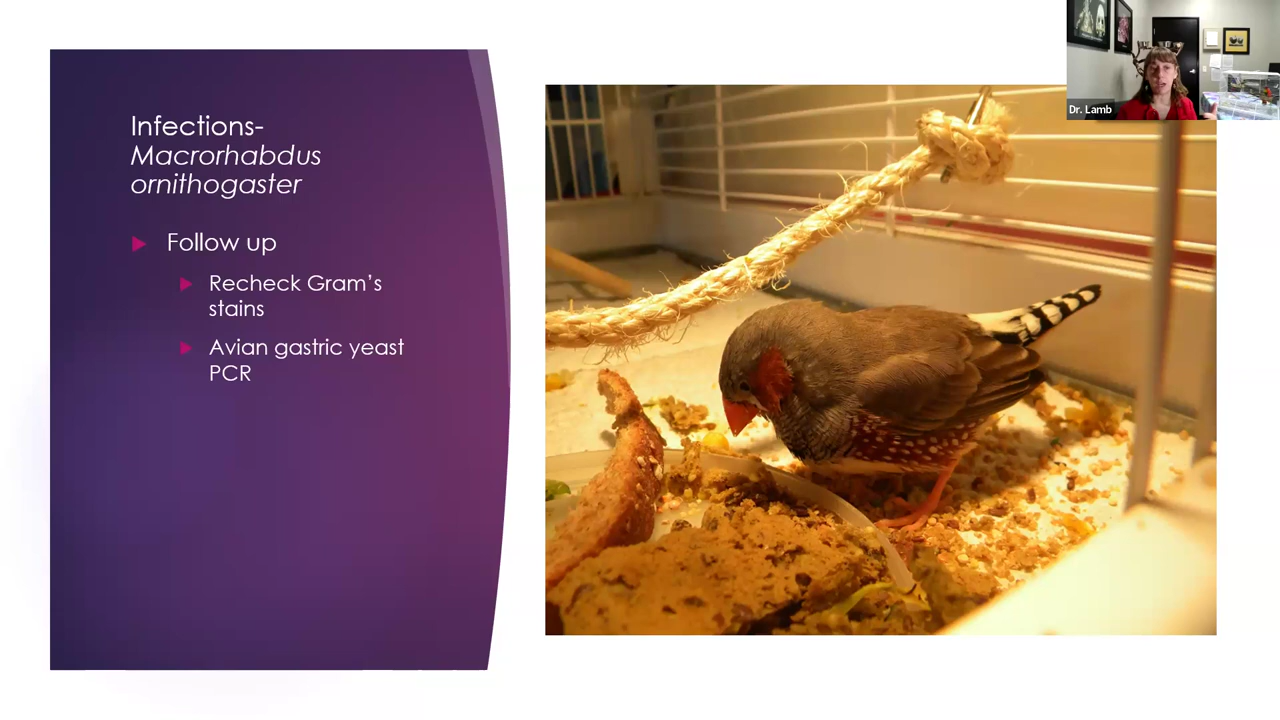 Infections-
Macrorhabdus
ornithogaster
Follow up
Recheck Gram's
stains
Avian gastric yeast
PCR
Dr. Lamb